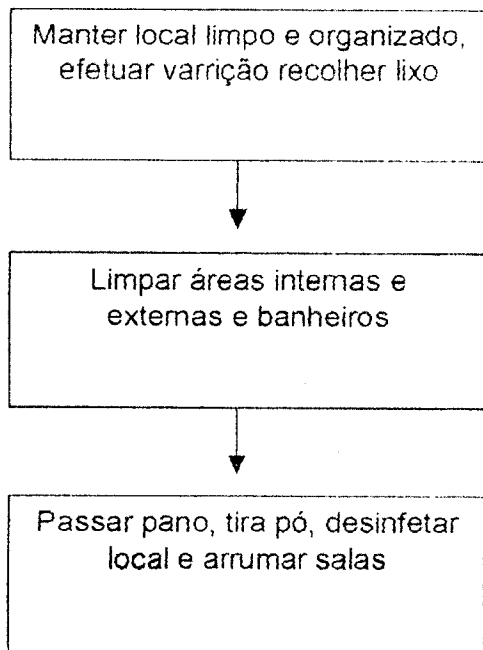 Manter local limpo e organizado,
efetuar varrição recolher lixo
Limpar áreas internas e
externas e banheiros
Passar pano, tira pó, desinfetar
local e arrumar salas